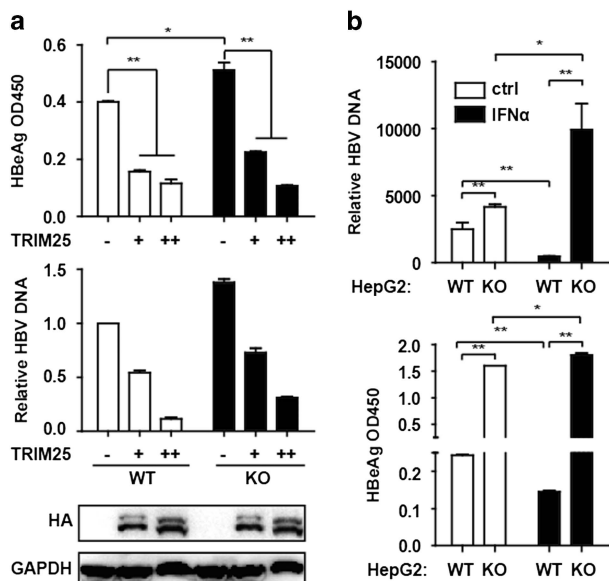 a
*
**
**
HBeAg OD450
0.6
0.4
0.2
0.0
TRIM25 - + ++ - + ++
Relative HBV DNA
1.5
1.0
0.5
0.0
TRIM25 - + ++ - + ++
WT KO
HA
GAPDH
b
*
**
**
**
ctrl
IFNα
Relative HBV DNA
15000
10000
5000
0
HepG2: WT KO WT KO
*
**
**
**
HBeAg OD450
2.0
1.5
1.0
0.2
0.1
0.0
HepG2: WT KO WT KO